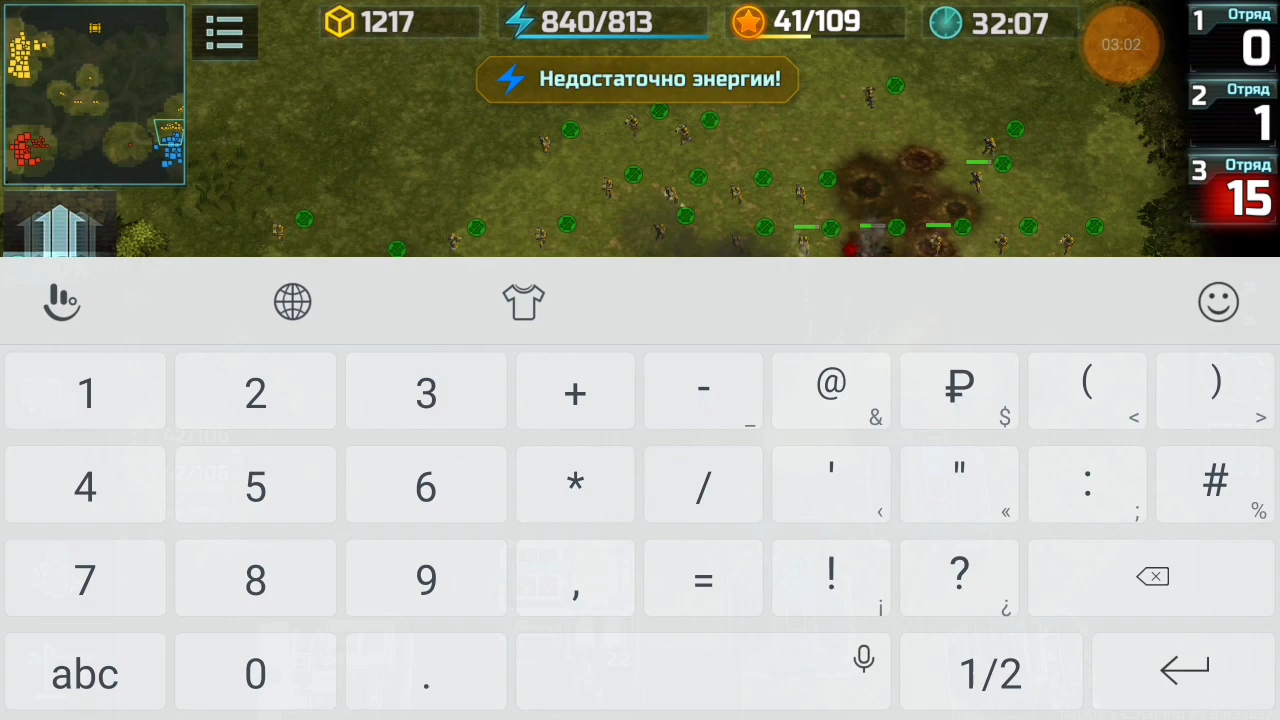 1217
840/813
41/109
32:07
03:02
1 Отряд
0
2 Отряд
1
3 Отряд
15
Недостаточно энергии!
1 2 3 + - _ @ & ₽ $ ( < ) >
4 5 6 * / ' ‹ " « : ; # %
7 8 9 , = ! ¡ ? ¿
abc 0 . 1/2